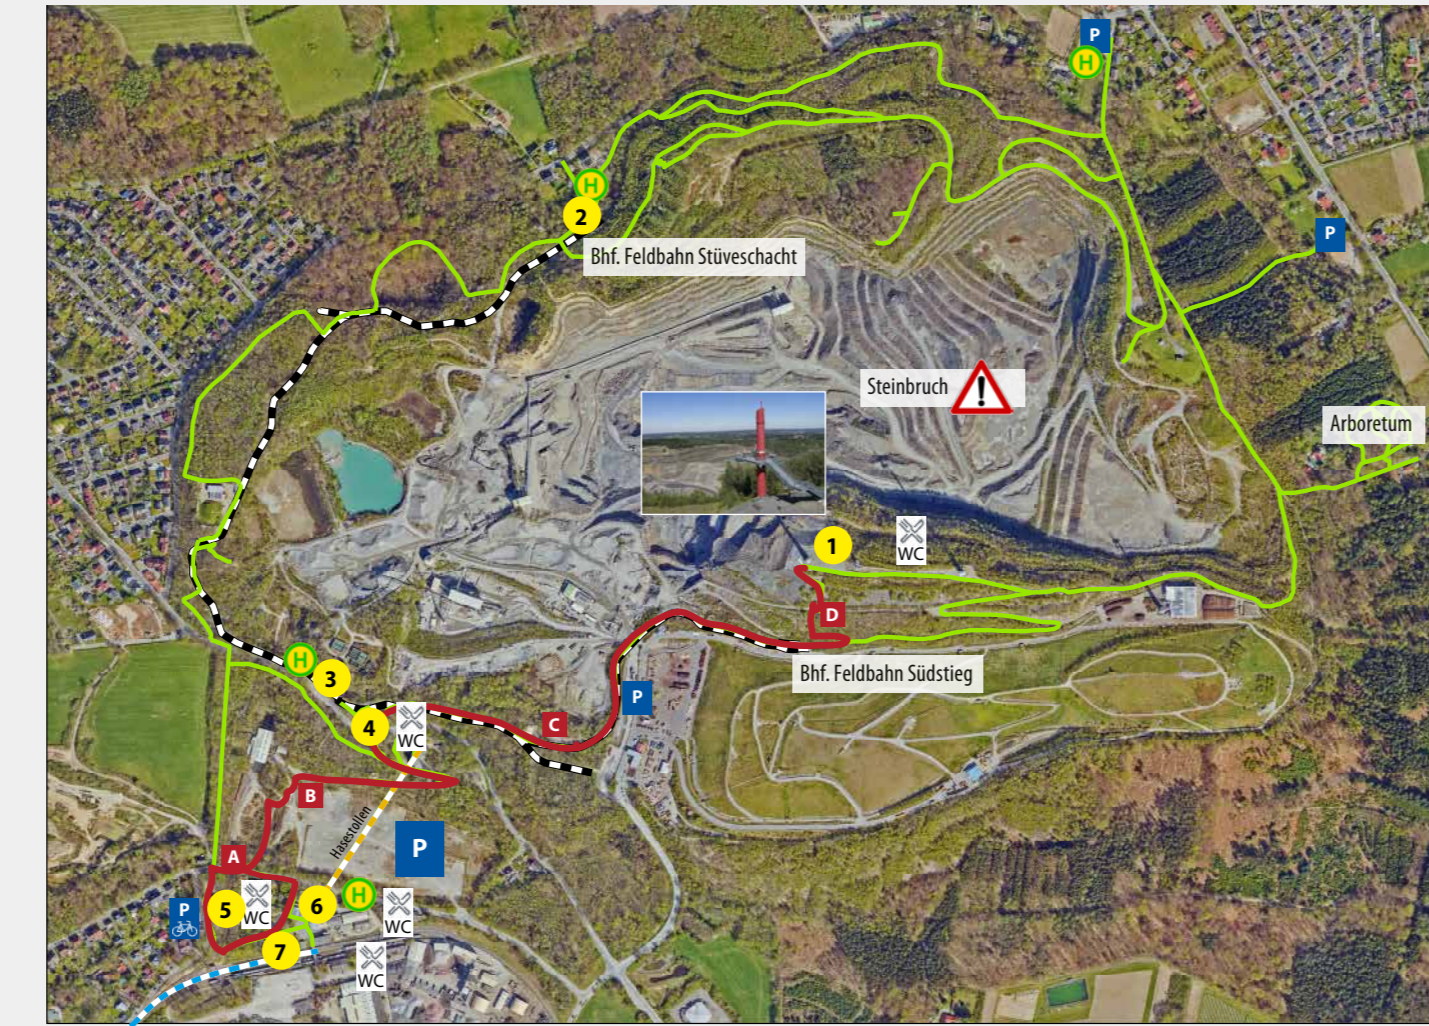 P
H
H
2
Bhf. Feldbahn Stüveschacht
P
Steinbruch
!
Arboretum
1
WC
D
H
3
Bhf. Feldbahn Südstieg
P
4
WC
C
B
Hasestollen
P
A
5
WC
P
6
H
WC
7
WC